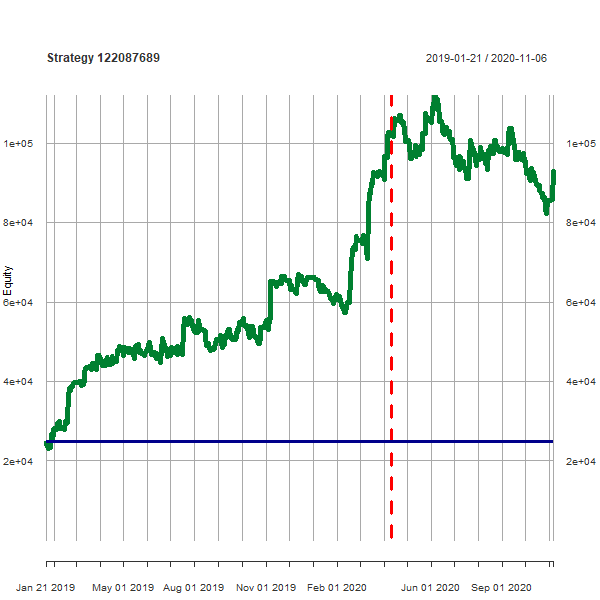 Strategy 122087689
2019-01-21 / 2020-11-06
1e+05
1e+05
8e+04
8e+04
Equity
6e+04
6e+04
4e+04
4e+04
2e+04
2e+04
Jan 21 2019
May 01 2019
Aug 01 2019
Nov 01 2019
Feb 01 2020
Jun 01 2020
Sep 01 2020